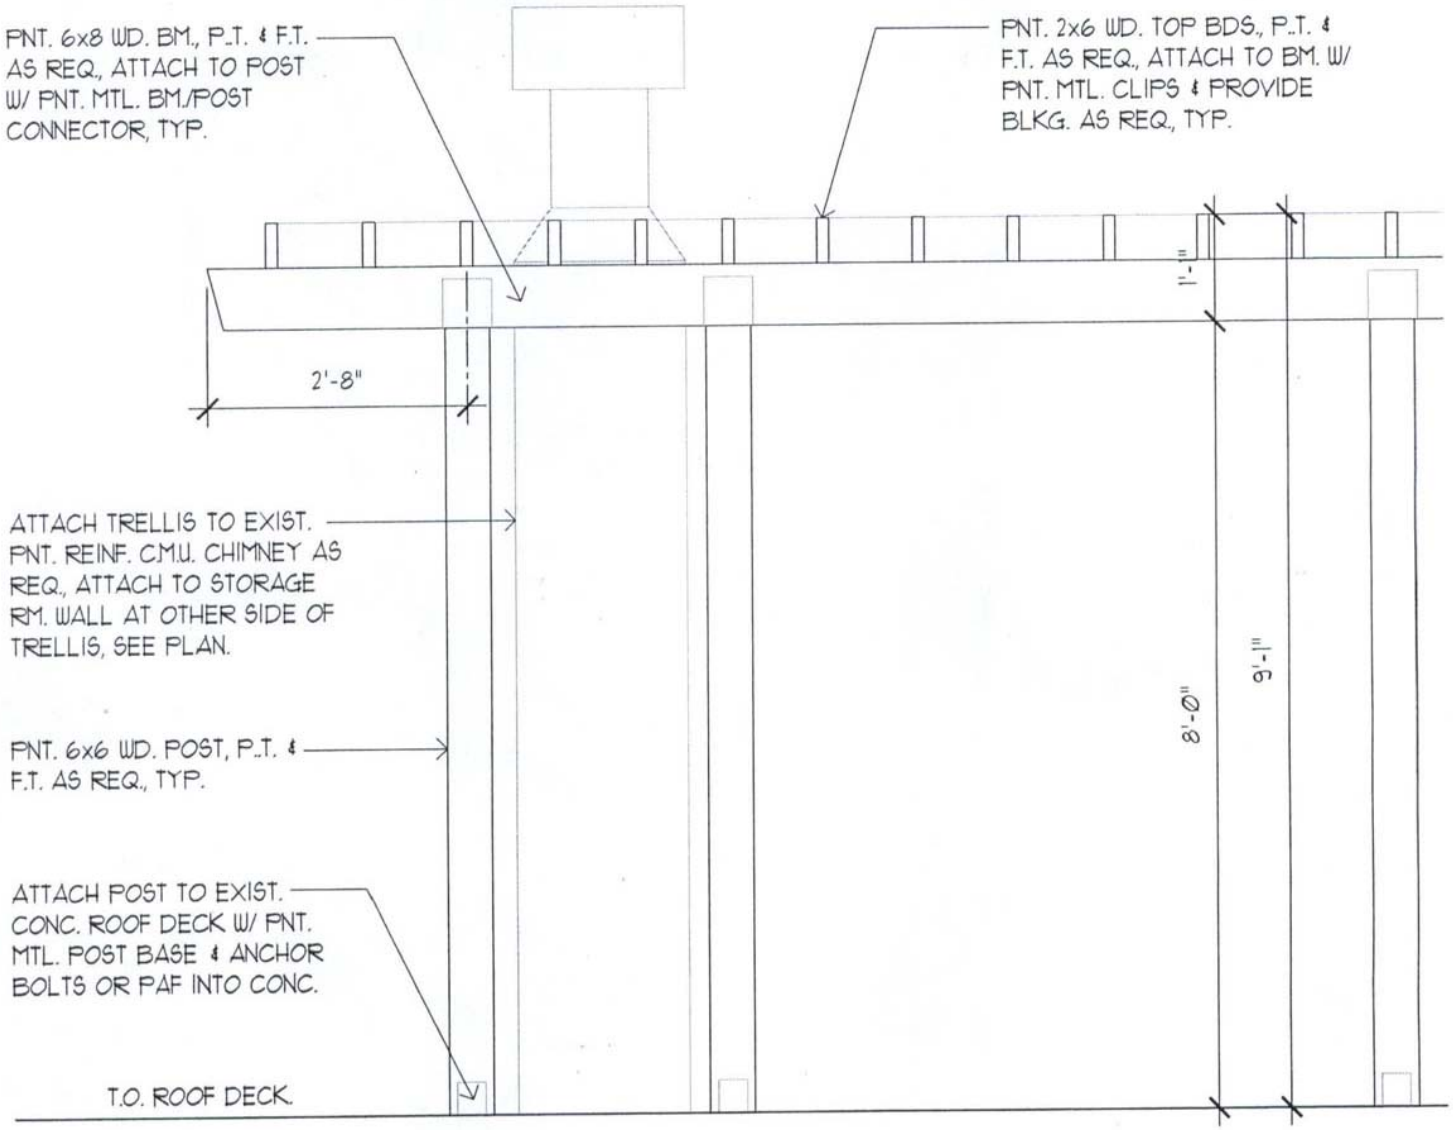 PNT. 6x8 WD. BM., P.T. & F.T.
AS REQ., ATTACH TO POST
W/ PNT. MTL. BM./POST
CONNECTOR, TYP.
PNT. 2x6 WD. TOP BDS., P.T. &
F.T. AS REQ., ATTACH TO BM. W/
PNT. MTL. CLIPS & PROVIDE
BLKG. AS REQ., TYP.
1'-1"
2'-8"
ATTACH TRELLIS TO EXIST.
PNT. REINF. C.M.U. CHIMNEY AS
REQ., ATTACH TO STORAGE
RM. WALL AT OTHER SIDE OF
TRELLIS, SEE PLAN.
8'-0"
9'-1"
PNT. 6x6 WD. POST, P.T. &
F.T. AS REQ., TYP.
ATTACH POST TO EXIST.
CONC. ROOF DECK W/ PNT.
MTL. POST BASE & ANCHOR
BOLTS OR PAF INTO CONC.
T.O. ROOF DECK.